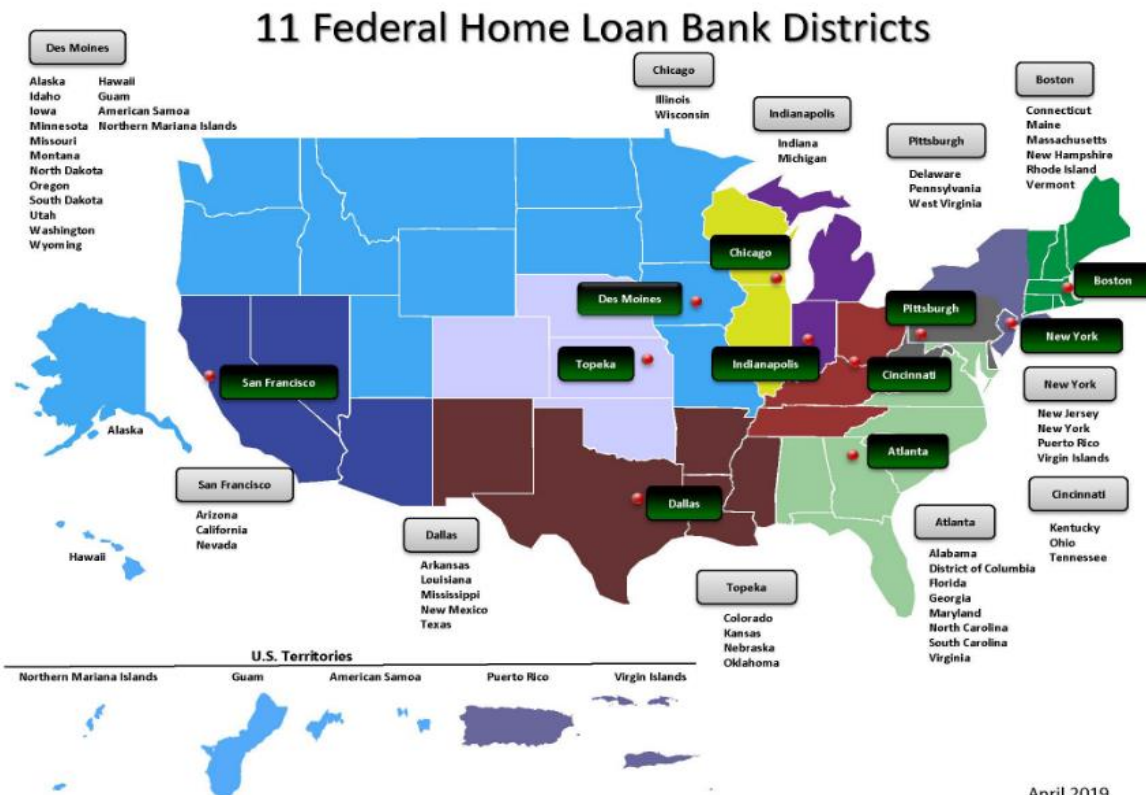 11 Federal Home Loan Bank Districts
Des Moines
Alaska Hawaii
Idaho Guam
Iowa American Samoa
Minnesota Northern Mariana Islands
Missouri
Montana
North Dakota
Oregon
South Dakota
Utah
Washington
Wyoming
Chicago
Illinois
Wisconsin
Indianapolis
Indiana
Michigan
Pittsburgh
Delaware
Pennsylvania
West Virginia
Boston
Connecticut
Maine
Massachusetts
New Hampshire
Rhode Island
Vermont
Chicago
Des Moines
Pittsburgh
Boston
New York
Topeka
Indianapolis
Cincinnati
San Francisco
Atlanta
Dallas
Alaska
Hawaii
New York
New Jersey
New York
Puerto Rico
Virgin Islands
San Francisco
Arizona
California
Nevada
Dallas
Arkansas
Louisiana
Mississippi
New Mexico
Texas
Topeka
Colorado
Kansas
Nebraska
Oklahoma
Atlanta
Alabama
District of Columbia
Florida
Georgia
Maryland
North Carolina
South Carolina
Virginia
Cincinnati
Kentucky
Ohio
Tennessee
U.S. Territories
Northern Mariana Islands Guam American Samoa Puerto Rico Virgin Islands
April 2019